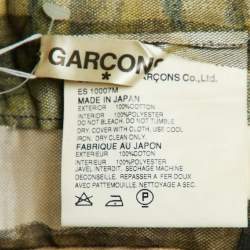 GARÇONS
*
GARCONS Co.,Ltd.
ES 10007M
MADE IN JAPAN
EXTERIOR 100%COTTON
INTERIOR 100%POLYESTER
DO NOT BLEACH. DO NOT TUMBLE
DRY. COVER WITH CLOTH, USE COOL
IRON. DRY CLEAN ONLY.
FABRIQUE AU JAPON
EXTERIEUR 100%COTON
INTERIEUR 100%POLYESTER
JAVEL INTERDIT. SECHAGE MACHINE
DECONSEILLE. REPASSER A FER DOUX
AVEC PATTEMOUILLE. NETTOYAGE A SEC